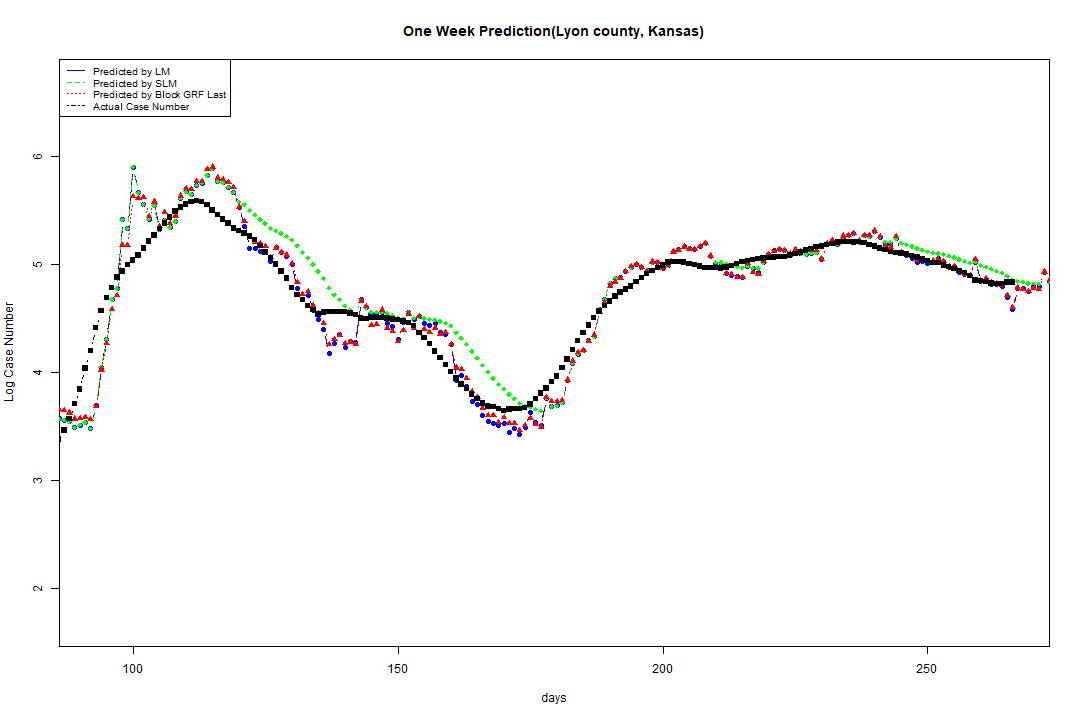 One Week Prediction(Lyon county, Kansas)
Predicted by LM
Predicted by SLM
Predicted by Block GRF Last
Actual Case Number
6
5
4
3
2
Log Case Number
100 150 200 250
days